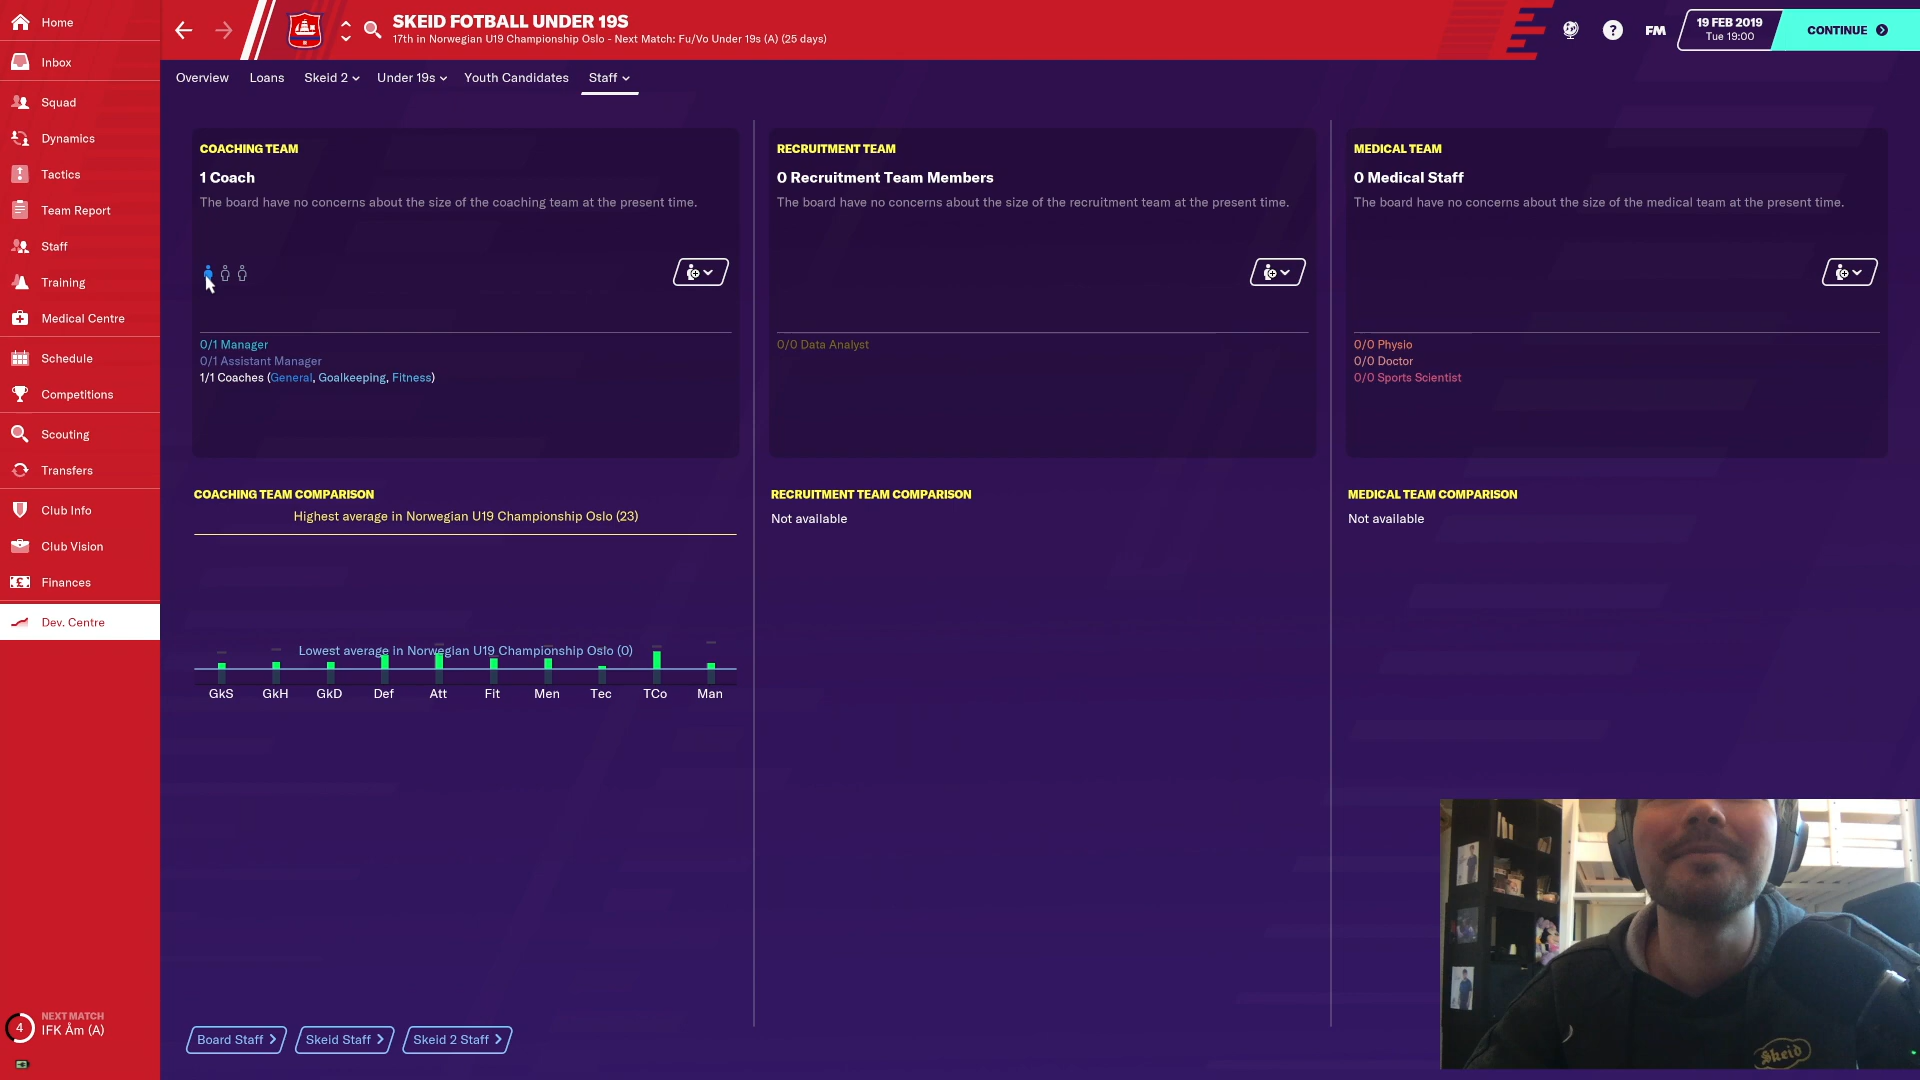 Home
Inbox
Squad
Dynamics
Tactics
Team Report
Staff
Training
Medical Centre
Schedule
Competitions
Scouting
Transfers
Club Info
Club Vision
Finances
Dev. Centre
4
NEXT MATCH
IFK Åm (A)
SKEID FOTBALL UNDER 19S
17th in Norwegian U19 Championship Oslo - Next Match: Fu/Vo Under 19s (A) (25 days)
?
FM
19 FEB 2019
Tue 19:00
CONTINUE
Overview
Loans
Skeid 2
Under 19s
Youth Candidates
Staff
COACHING TEAM
1 Coach
The board have no concerns about the size of the coaching team at the present time.
0/1 Manager
0/1 Assistant Manager
1/1 Coaches (General, Goalkeeping, Fitness)
RECRUITMENT TEAM
0 Recruitment Team Members
The board have no concerns about the size of the recruitment team at the present time.
0/0 Data Analyst
MEDICAL TEAM
0 Medical Staff
The board have no concerns about the size of the medical team at the present time.
0/0 Physio
0/0 Doctor
0/0 Sports Scientist
COACHING TEAM COMPARISON
Highest average in Norwegian U19 Championship Oslo (23)
Lowest average in Norwegian U19 Championship Oslo (0)
GkS GkH GkD Def Att Fit Men Tec TCo Man
RECRUITMENT TEAM COMPARISON
Not available
MEDICAL TEAM COMPARISON
Not available
Board Staff
Skeid Staff
Skeid 2 Staff
Skeid